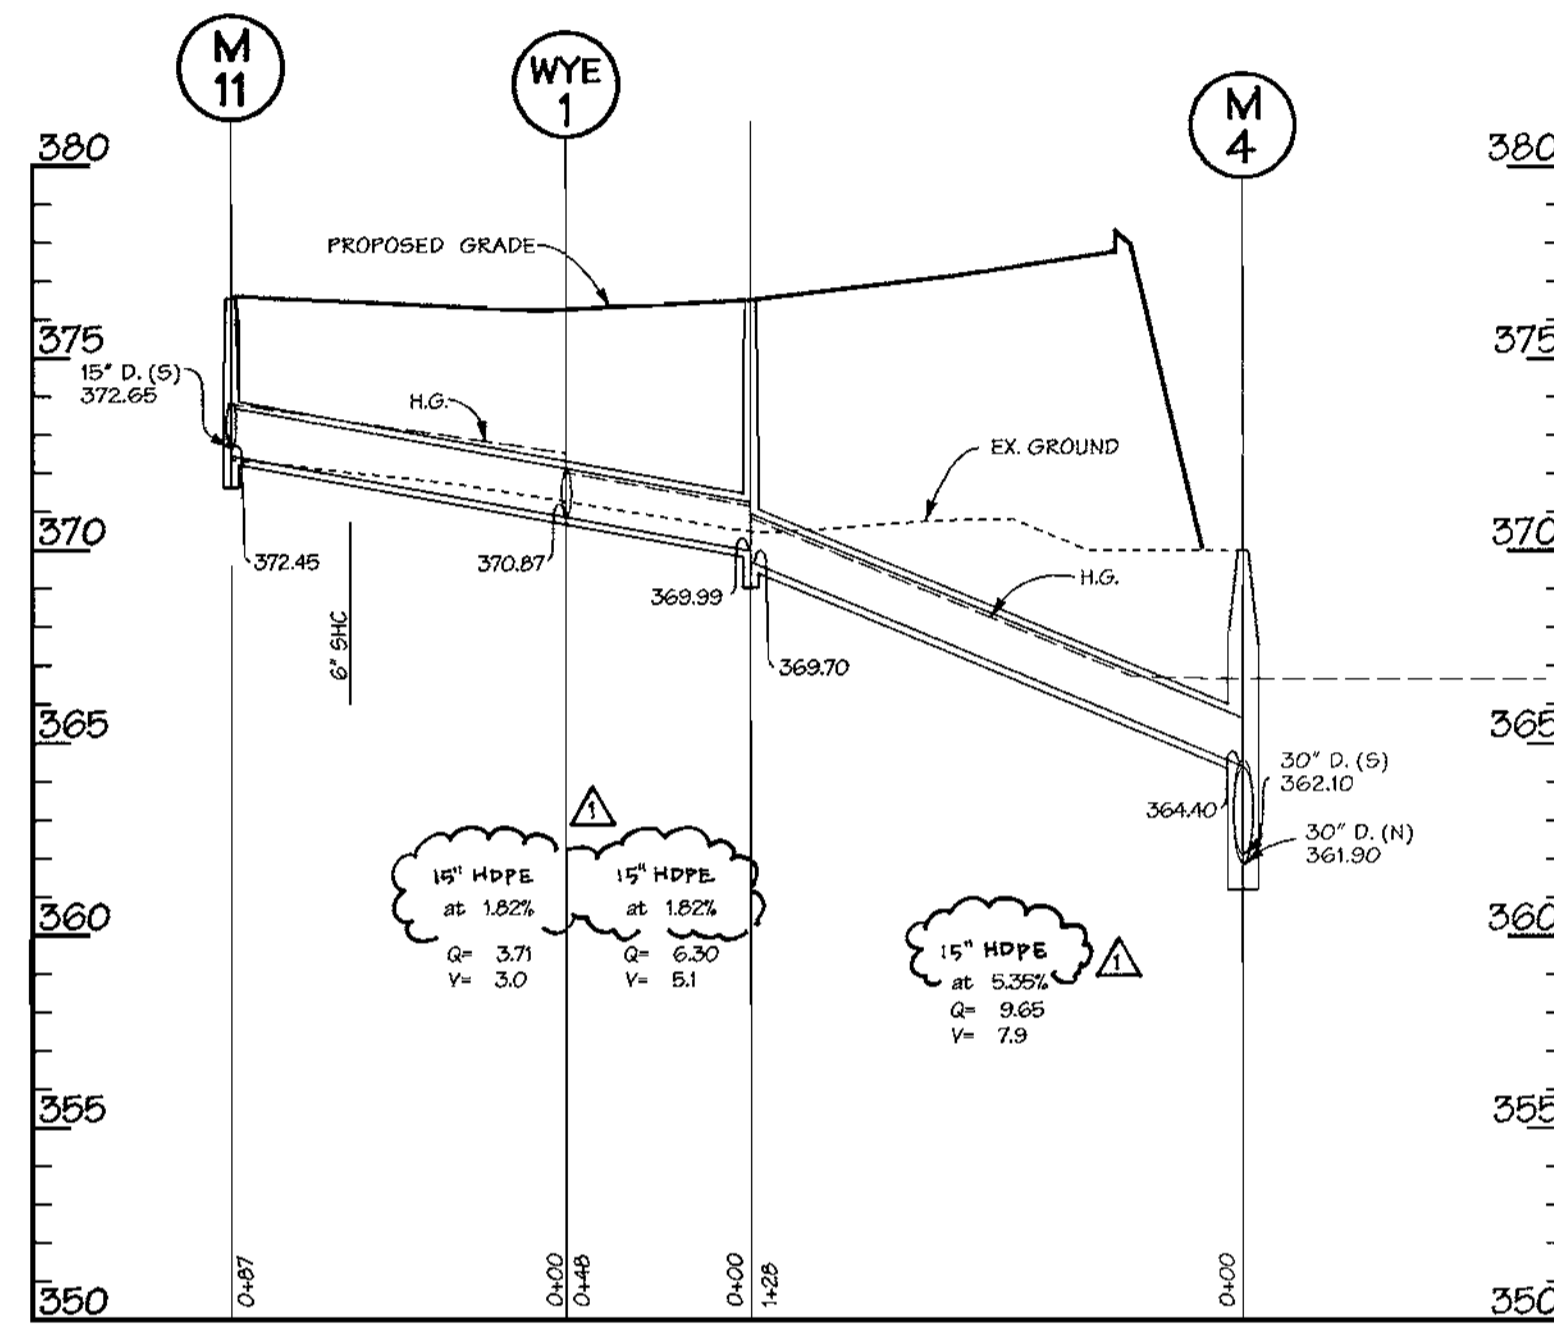 M
11
WYE
1
M
4
380
380
PROPOSED GRADE
375
375
15" D. (S)
372.65
H.G.
EX. GROUND
370
370
372.45
370.87
369.99
H.G.
6" SHC
369.70
365
365
30" D. (S)
362.10
364.40
30" D. (N)
361.90
1
15" HDPE
at 1.82%
Q= 3.71
V= 3.0
15" HDPE
at 1.82%
Q= 6.30
V= 5.1
360
360
15" HDPE
at 5.35%
Q= 9.65
V= 7.9
1
355
355
0+87
0+00
0+48
0+00
1+28
0+00
350
350